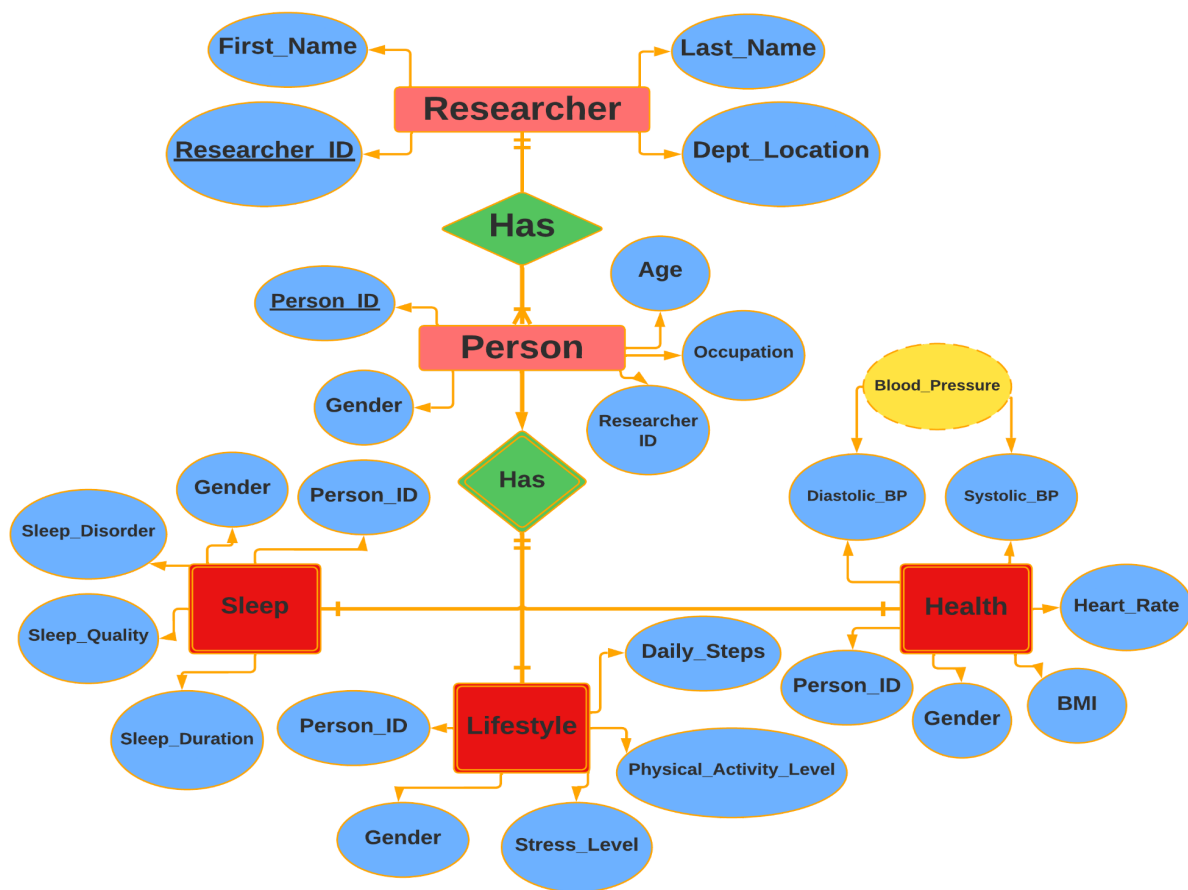 First_Name
Last_Name
Researcher
Researcher_ID
Dept_Location
Has
Age
Person_ID
Person
Occupation
Blood_Pressure
Gender
Researcher
ID
Has
Gender
Person_ID
Diastolic_BP
Systolic_BP
Sleep_Disorder
Sleep
Health
Heart_Rate
Sleep_Quality
Daily_Steps
Person_ID
BMI
Gender
Person_ID
Lifestyle
Sleep_Duration
Physical_Activity_Level
Gender
Stress_Level